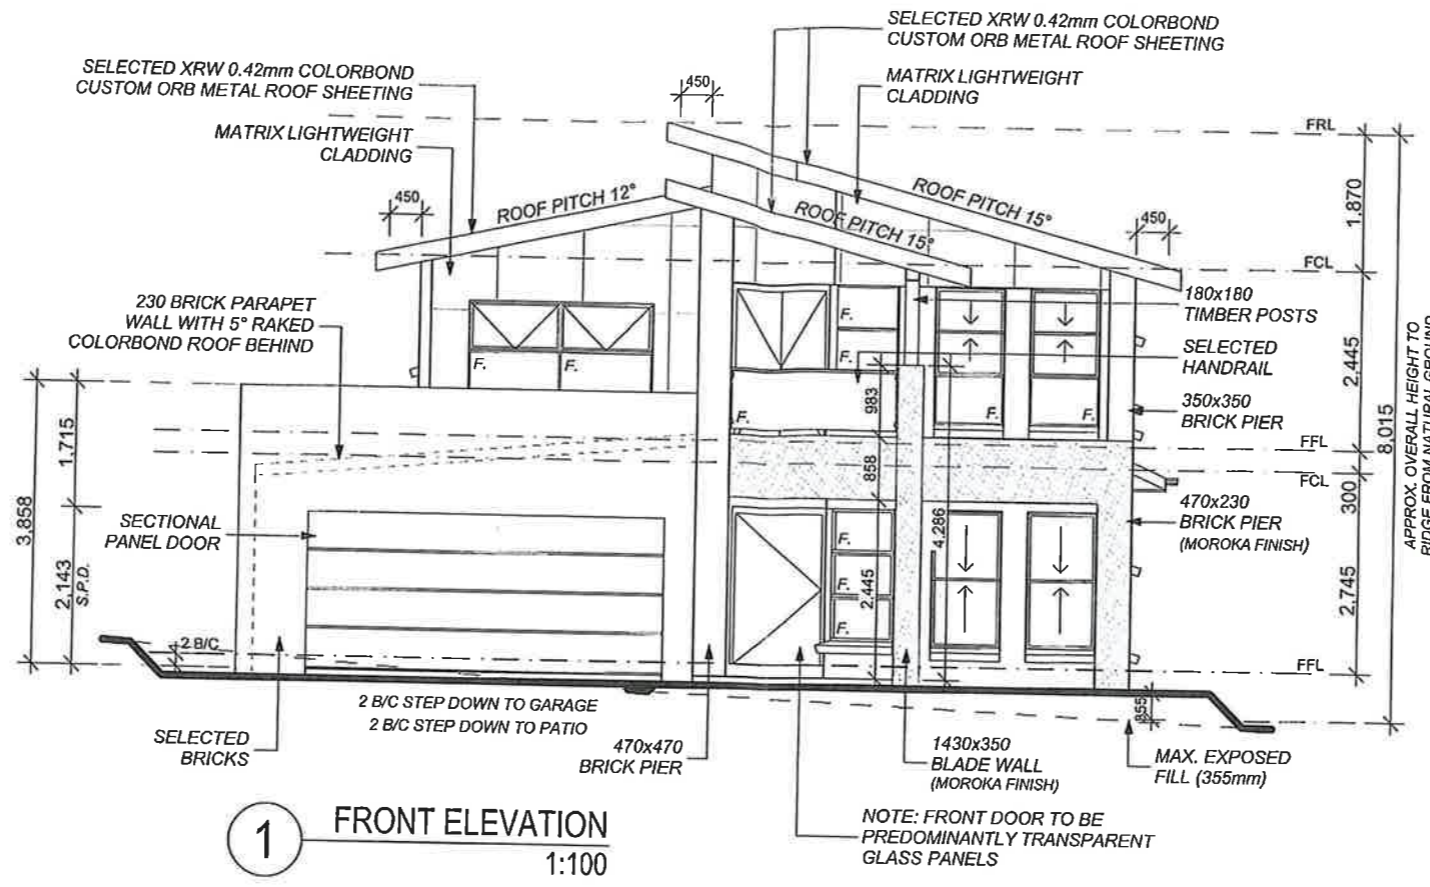 SELECTED XRW 0.42mm COLORBOND
CUSTOM ORB METAL ROOF SHEETING
SELECTED XRW 0.42mm COLORBOND
CUSTOM ORB METAL ROOF SHEETING
MATRIX LIGHTWEIGHT
CLADDING
MATRIX LIGHTWEIGHT
CLADDING
450
450
450
FRL
ROOF PITCH 12°
ROOF PITCH 15°
ROOF PITCH 15°
1,870
FCL
230 BRICK PARAPET
WALL WITH 5° RAKED
COLORBOND ROOF BEHIND
180x180
TIMBER POSTS
SELECTED
HANDRAIL
350x350
BRICK PIER
2,445
8,015
APPROX. OVERALL HEIGHT TO
RIDGE FROM NATURAL GROUND
F.
F.
F.
F.
F.
F.
F.
983
858
4,286
2,445
FFL
FCL
300
470x230
BRICK PIER
(MOROKA FINISH)
2,745
FFL
1,715
3,858
2,143
S.P.D.
SECTIONAL
PANEL DOOR
F.
F.
F.
2 B/C
2 B/C STEP DOWN TO GARAGE
2 B/C STEP DOWN TO PATIO
SELECTED
BRICKS
470x470
BRICK PIER
1430x350
BLADE WALL
(MOROKA FINISH)
MAX. EXPOSED
FILL (355mm)
NOTE: FRONT DOOR TO BE
PREDOMINANTLY TRANSPARENT
GLASS PANELS
1
FRONT ELEVATION
1:100